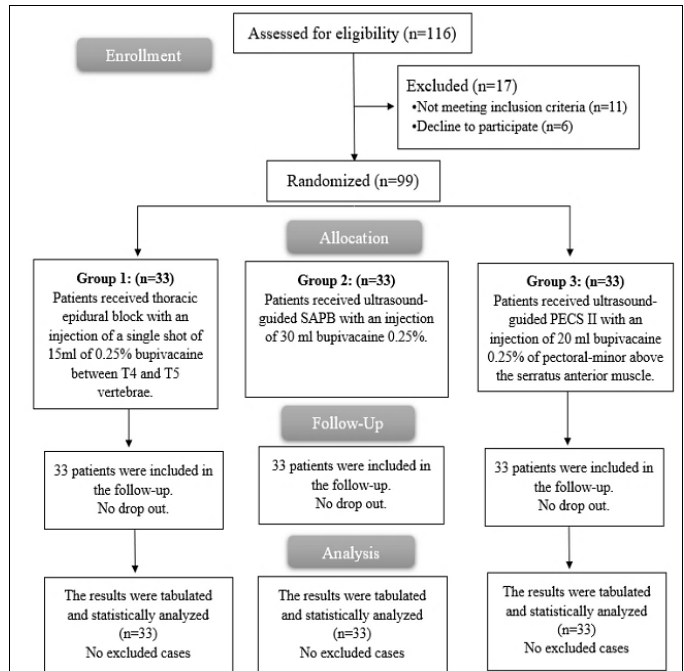 Assessed for eligibility (n=116)
Enrollment
Excluded (n=17)
•Not meeting inclusion criteria (n=11)
•Decline to participate (n=6)
Randomized (n=99)
Allocation
Group 1: (n=33)
Patients received thoracic
epidural block with an
injection of a single shot of
15ml of 0.25% bupivacaine
between T4 and T5
vertebrae.
Group 2: (n=33)
Patients received ultrasound-
guided SAPB with an injection
of 30 ml bupivacaine 0.25%.
Group 3: (n=33)
Patients received ultrasound-
guided PECS II with an
injection of 20 ml bupivacaine
0.25% of pectoral-minor above
the serratus anterior muscle.
Follow-Up
33 patients were included in
the follow-up.
No drop out.
33 patients were included in
the follow-up.
No drop out.
33 patients were included in
the follow-up.
No drop out.
Analysis
The results were tabulated
and statistically analyzed
(n=33)
No excluded cases
The results were tabulated
and statistically analyzed
(n=33)
No excluded cases
The results were tabulated
and statistically analyzed
(n=33)
No excluded cases